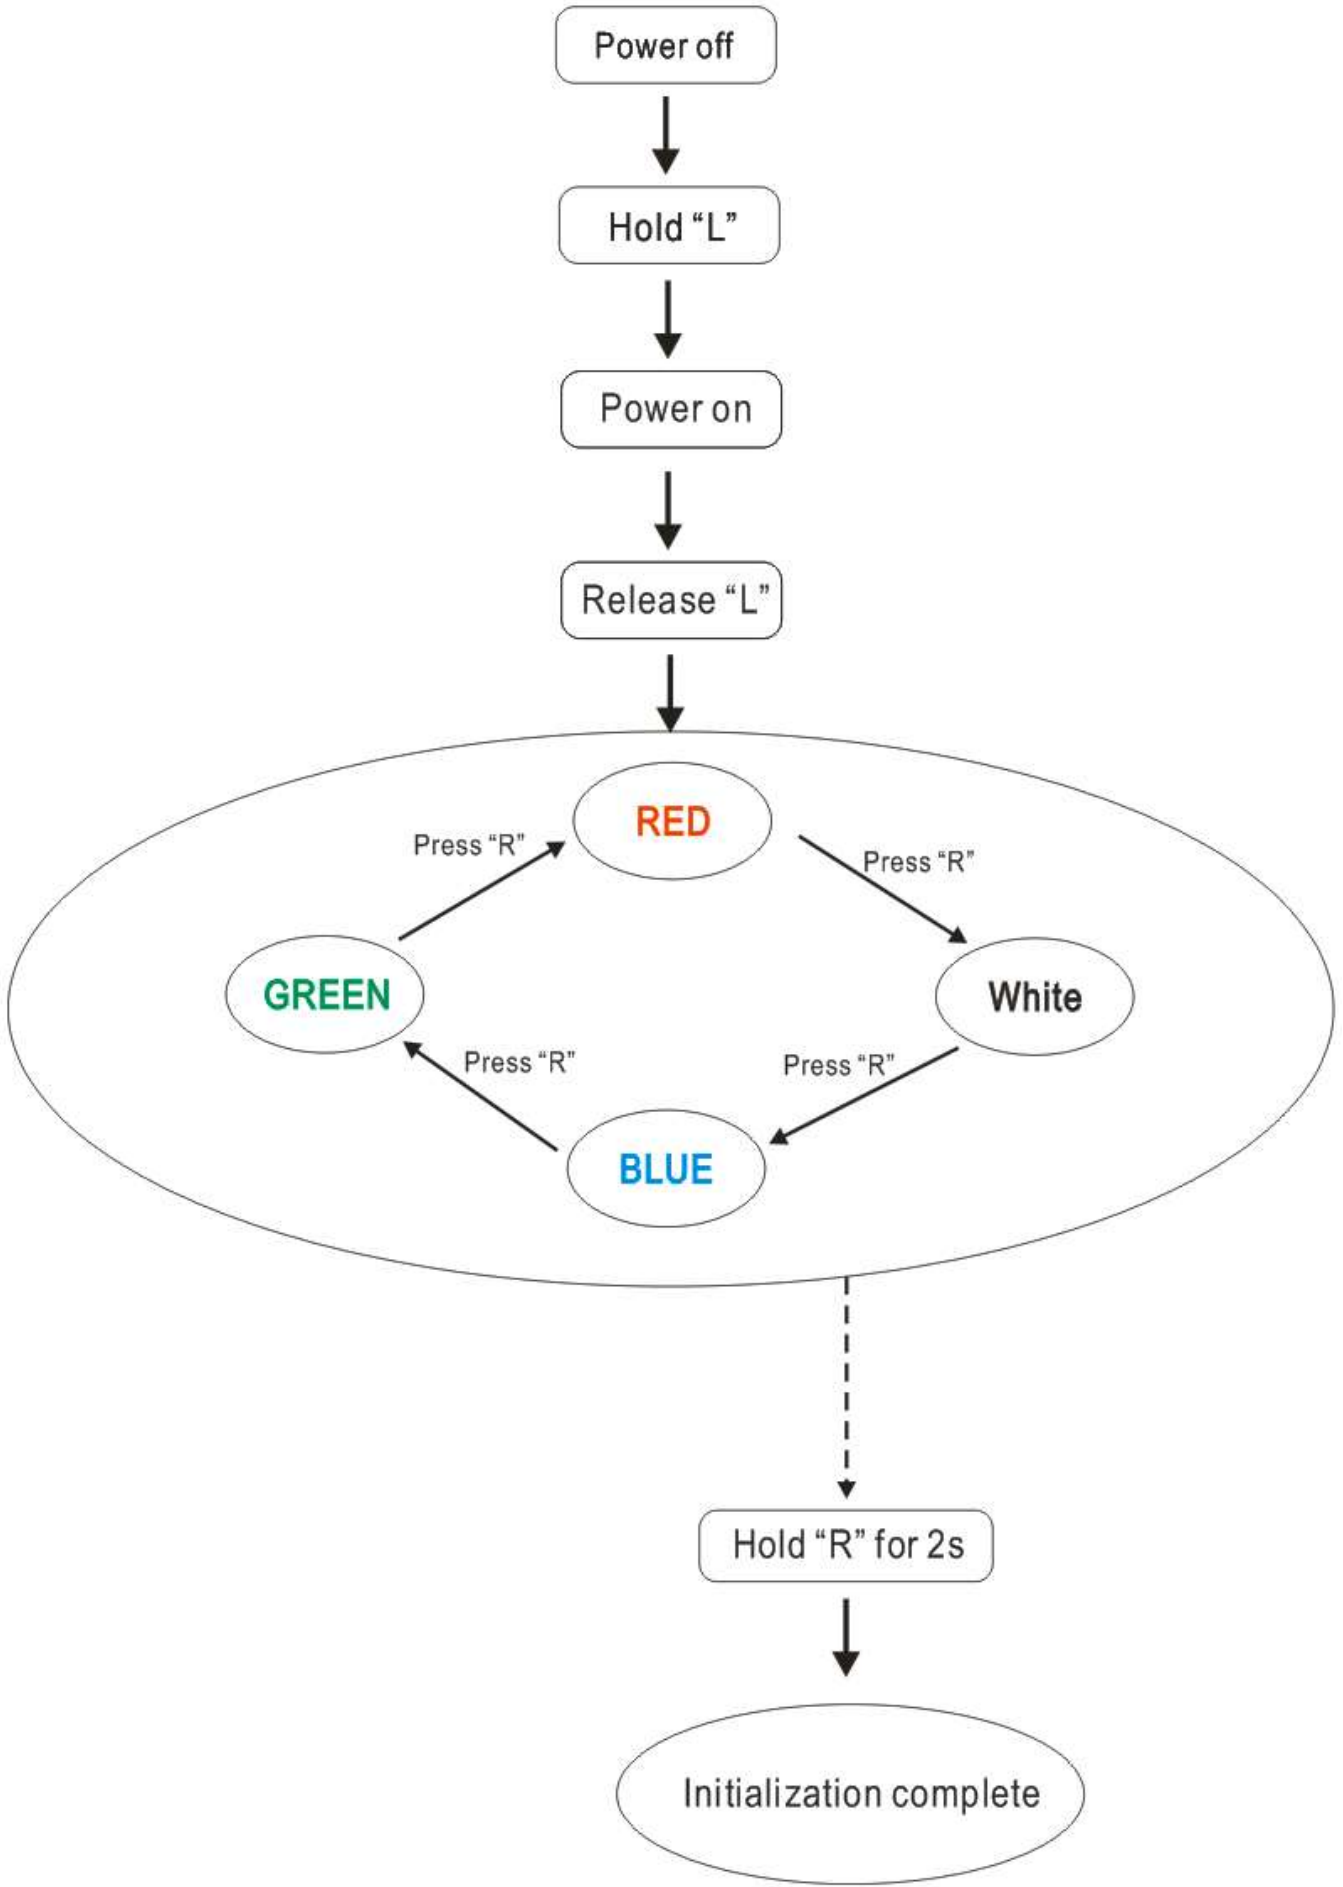 Power off
Hold “L”
Power on
Release “L”
RED
Press “R”
Press “R”
GREEN
White
Press “R”
Press “R”
BLUE
Hold “R” for 2s
Initialization complete